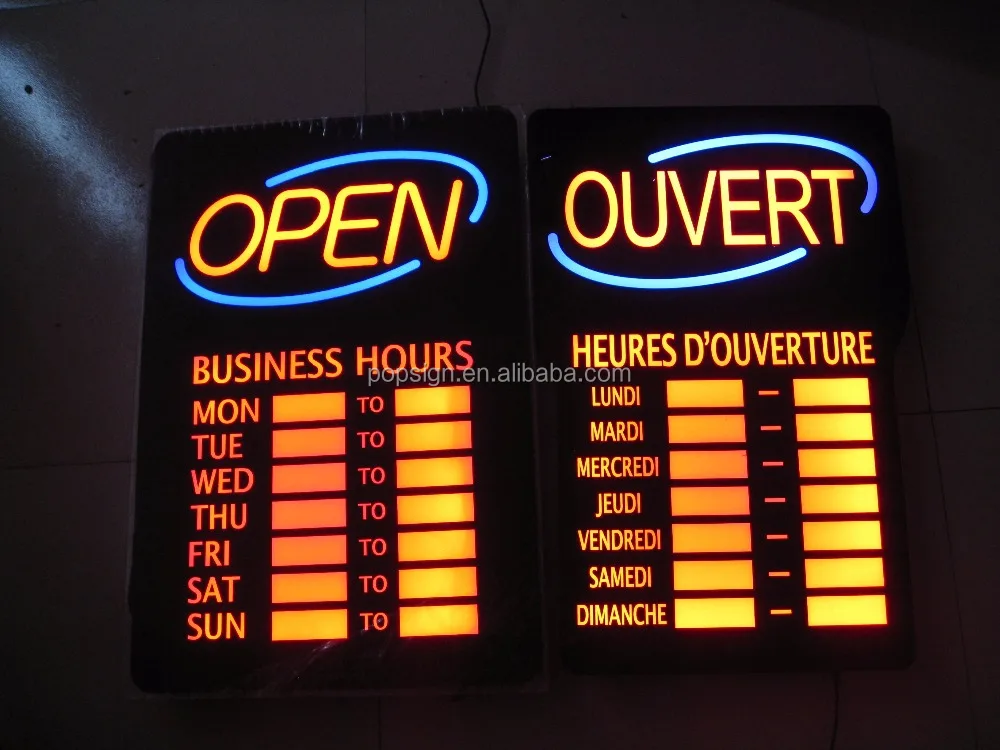 OPEN
BUSINESS HOURS
MON TO
TUE TO
WED TO
THU TO
FRI TO
SAT TO
SUN TO
OUVERT
HEURES D'OUVERTURE
LUNDI –
MARDI –
MERCREDI –
JEUDI –
VENDREDI –
SAMEDI –
DIMANCHE –
popsign.en.alibaba.com